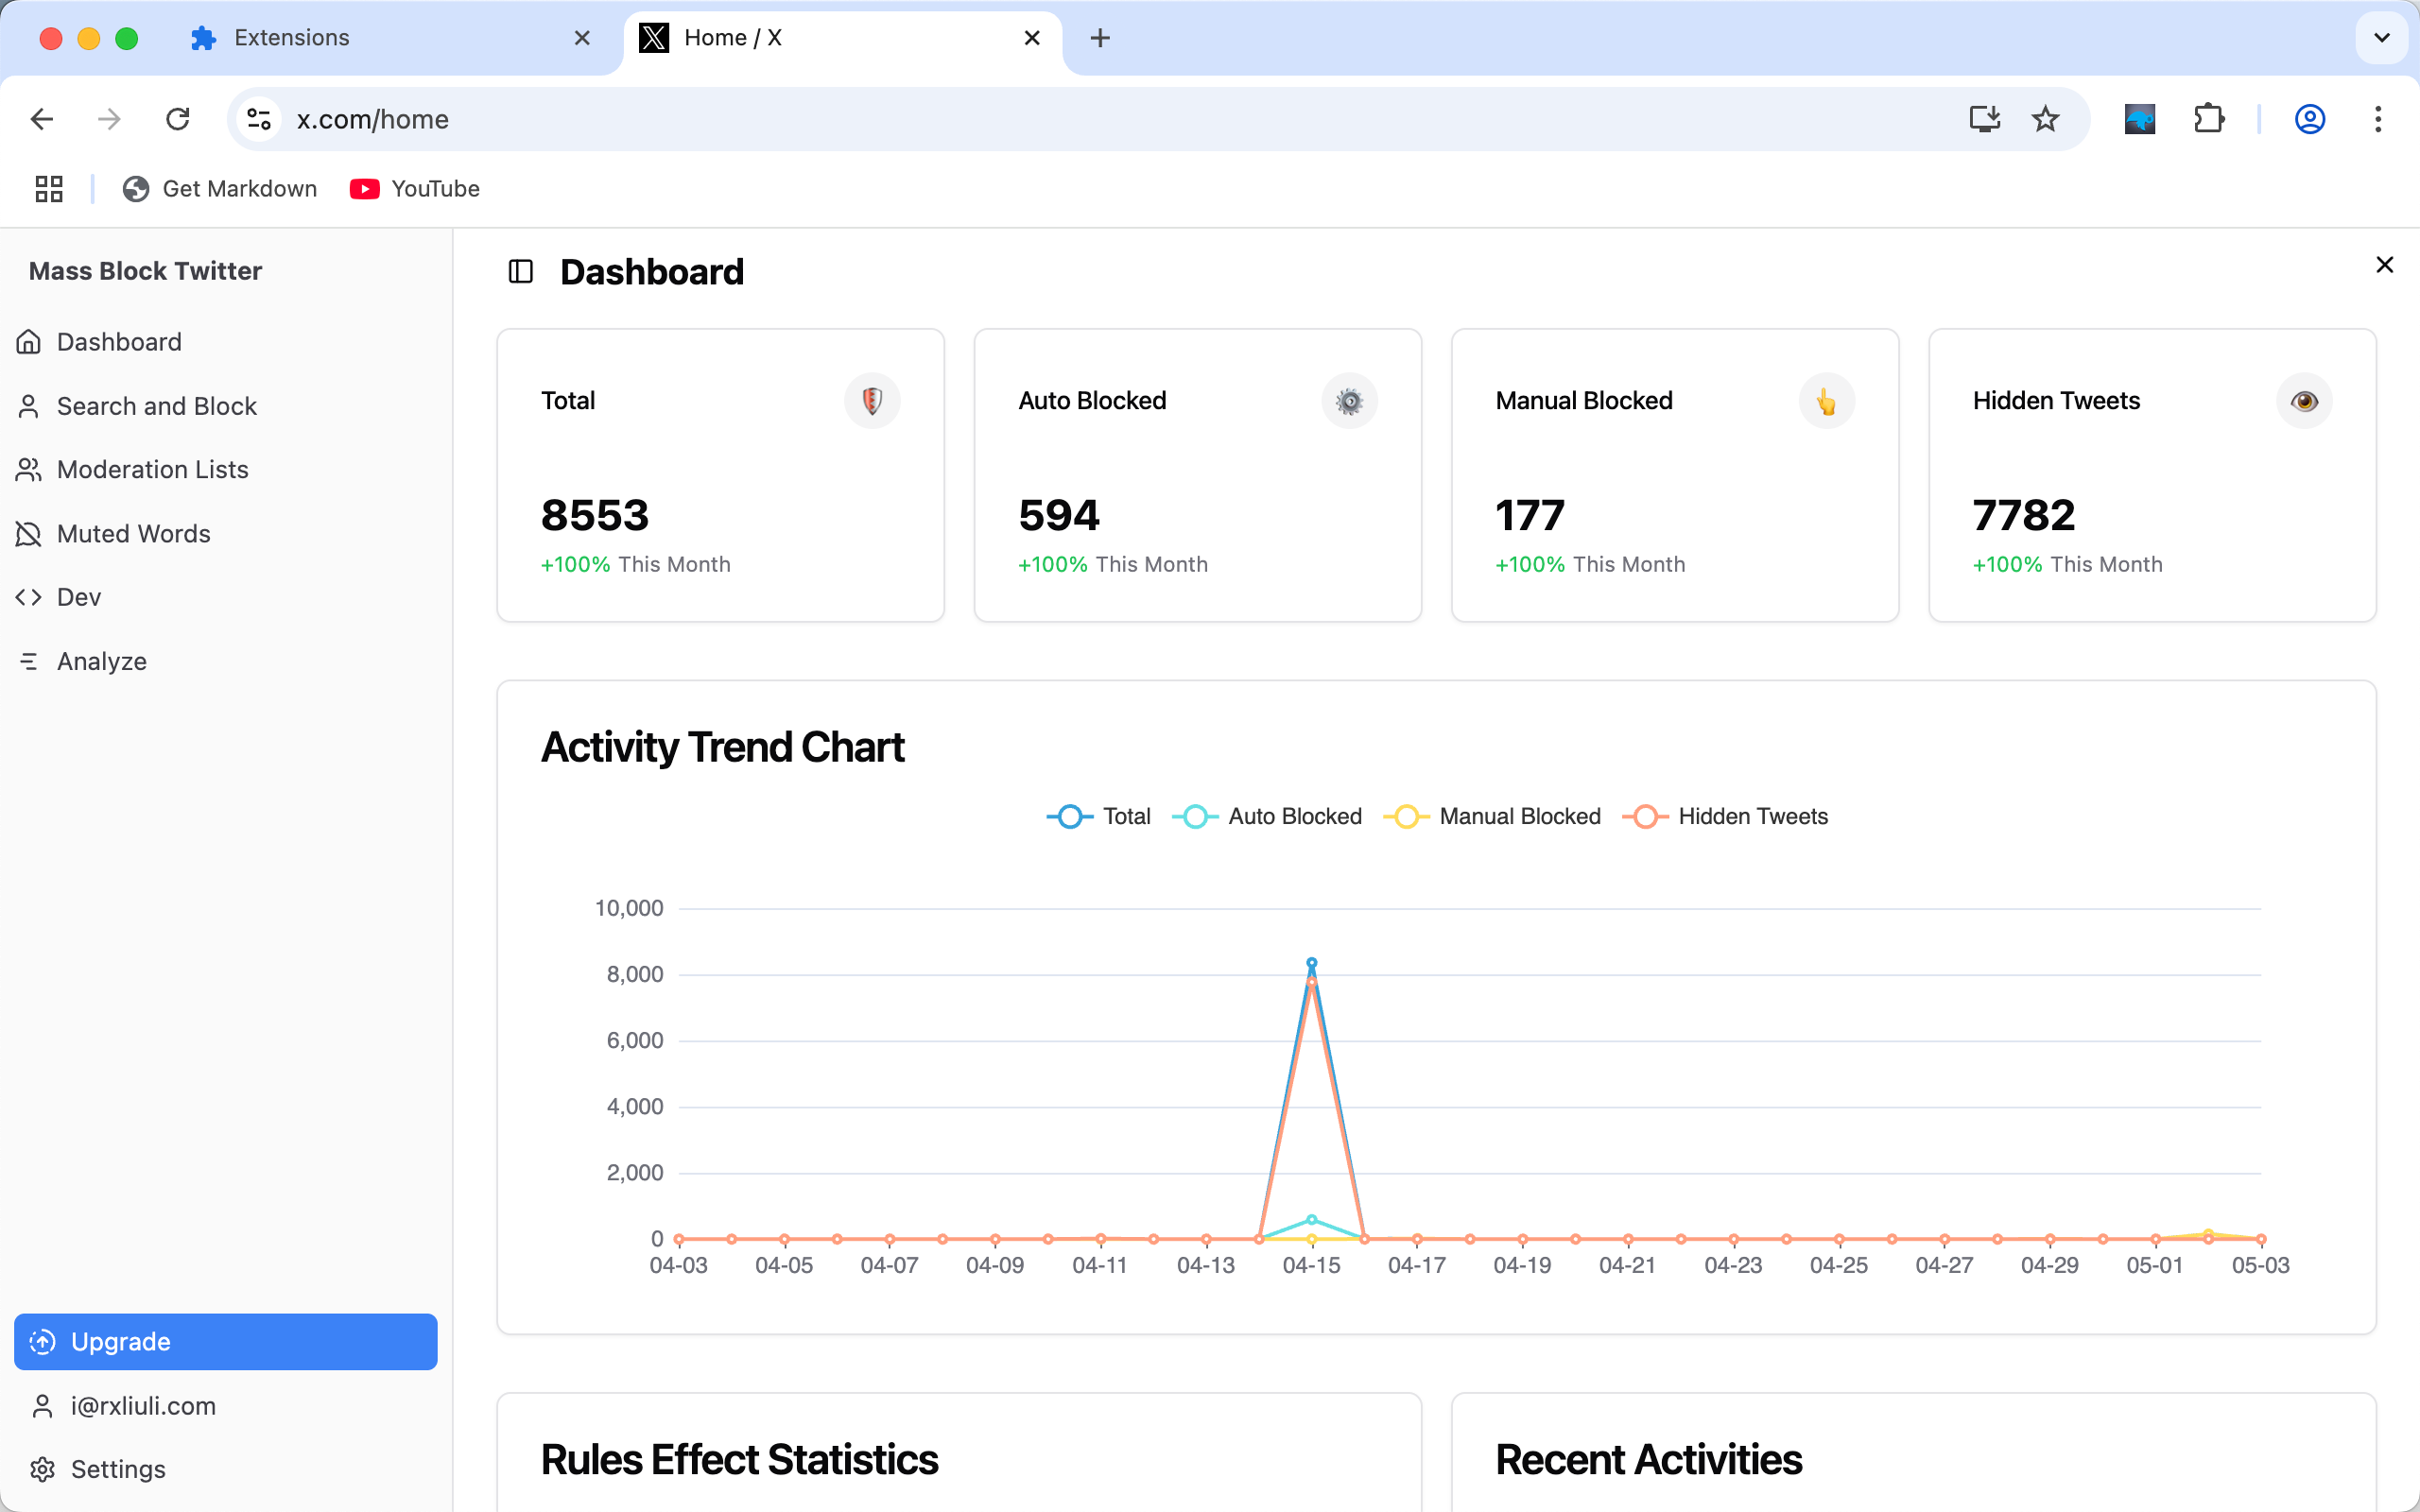 Extensions
Home / X
x.com/home
Get Markdown
YouTube
Mass Block Twitter
Dashboard
Search and Block
Moderation Lists
Muted Words
Dev
Analyze
Upgrade
i@rxliuli.com
Settings
Dashboard
Total
8553
+100% This Month
Auto Blocked
594
+100% This Month
Manual Blocked
177
+100% This Month
Hidden Tweets
7782
+100% This Month
Activity Trend Chart
Total Auto Blocked Manual Blocked Hidden Tweets
10,000
8,000
6,000
4,000
2,000
0
04-03 04-05 04-07 04-09 04-11 04-13 04-15 04-17 04-19 04-21 04-23 04-25 04-27 04-29 05-01 05-03
Rules Effect Statistics
Recent Activities